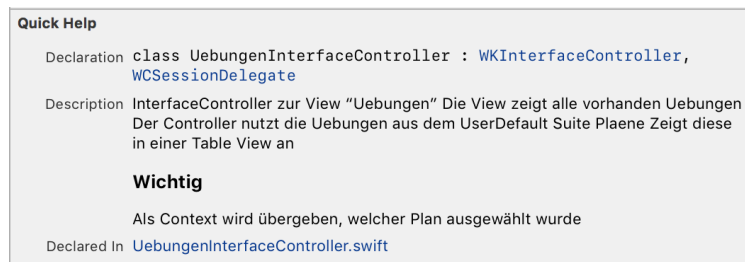 Quick Help
Declaration class UebungenInterfaceController : WKInterfaceController,
WCSessionDelegate
Description InterfaceController zur View “Uebungen” Die View zeigt alle vorhanden Uebungen
Der Controller nutzt die Uebungen aus dem UserDefault Suite Plaene Zeigt diese
in einer Table View an
Wichtig
Als Context wird übergeben, welcher Plan ausgewählt wurde
Declared In UebungenInterfaceController.swift